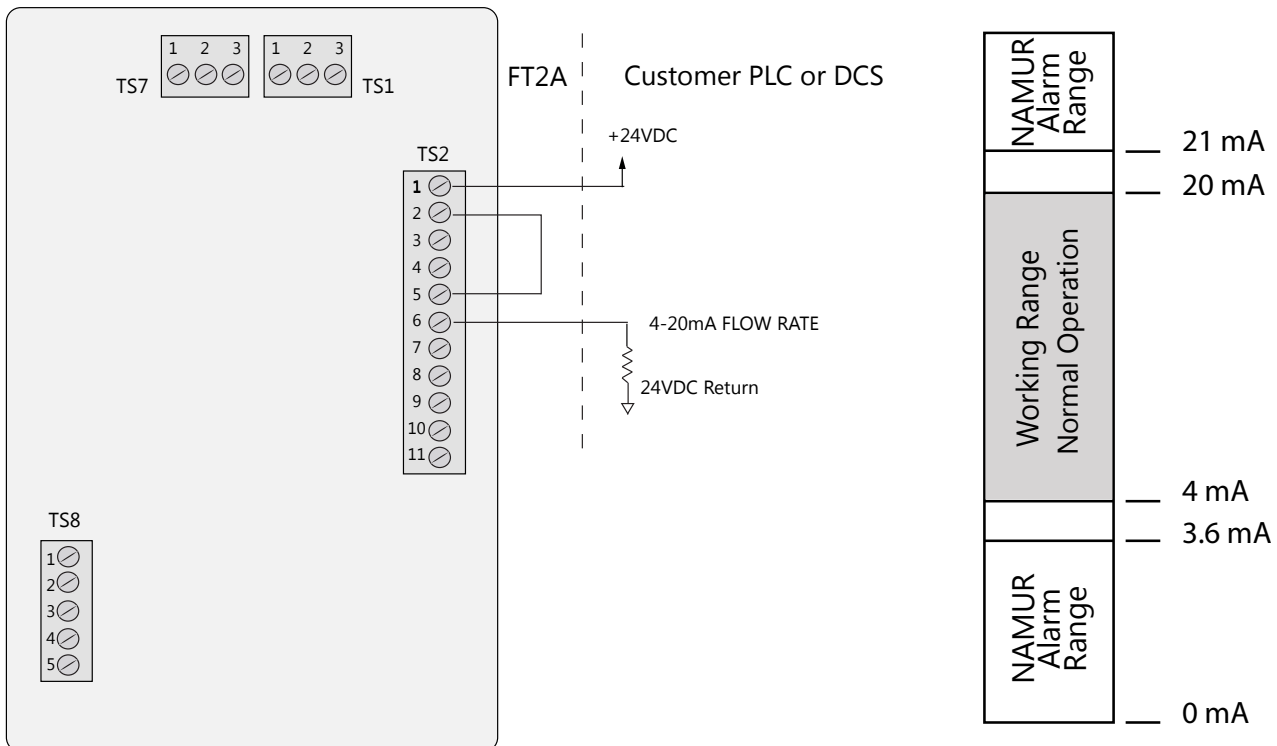 1 2 3
TS7
1 2 3
TS1
FT2A
Customer PLC or DCS
+24VDC
TS2
1
2
3
4
5
6
7
8
9
10
11
4-20mA FLOW RATE
24VDC Return
TS8
1
2
3
4
5
NAMUR
Alarm
Range
21 mA
20 mA
Working Range
Normal Operation
4 mA
3.6 mA
NAMUR
Alarm
Range
0 mA